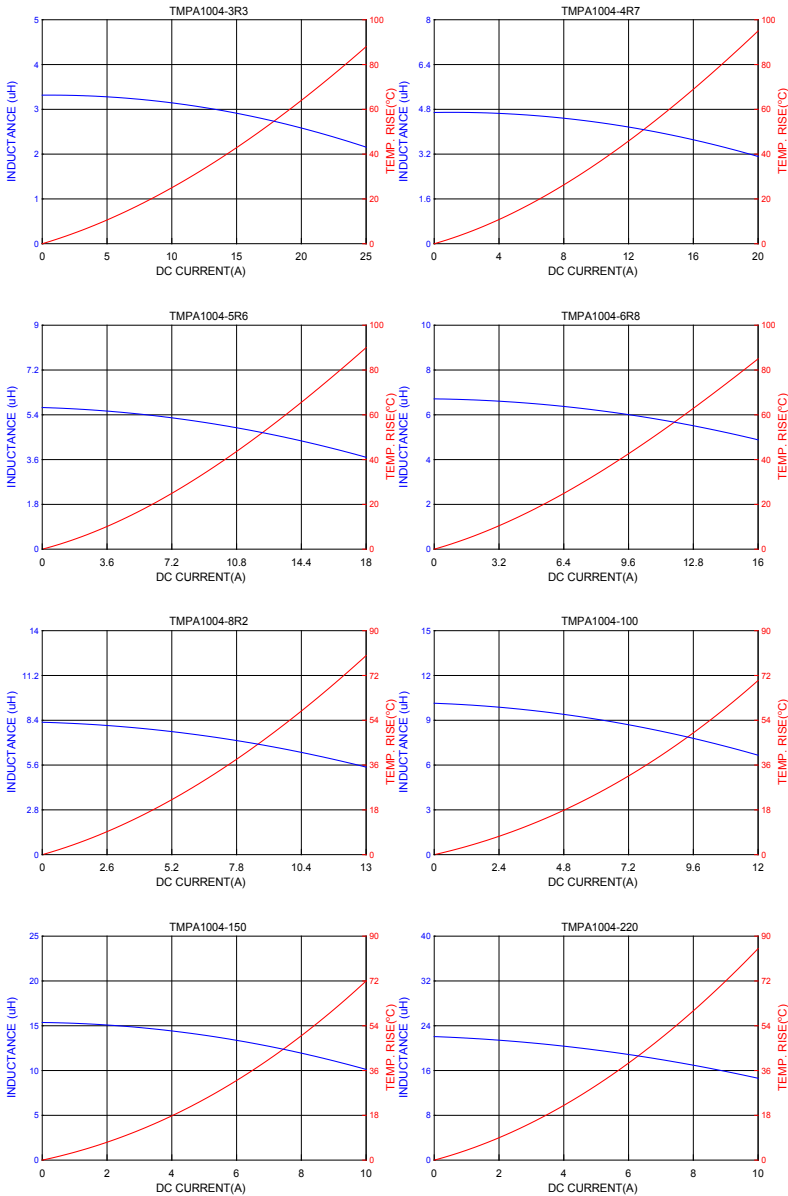 TMPA1004-3R3
5
4
3
2
1
0
INDUCTANCE (uH)
100
80
60
40
20
0
TEMP. RISE(°C)
0 5 10 15 20 25
DC CURRENT(A)
TMPA1004-4R7
8
6.4
4.8
3.2
1.6
0
INDUCTANCE (uH)
100
80
60
40
20
0
TEMP. RISE(°C)
0 4 8 12 16 20
DC CURRENT(A)
TMPA1004-5R6
9
7.2
5.4
3.6
1.8
0
INDUCTANCE (uH)
100
80
60
40
20
0
TEMP. RISE(°C)
0 3.6 7.2 10.8 14.4 18
DC CURRENT(A)
TMPA1004-6R8
10
8
6
4
2
0
INDUCTANCE (uH)
100
80
60
40
20
0
TEMP. RISE(°C)
0 3.2 6.4 9.6 12.8 16
DC CURRENT(A)
TMPA1004-8R2
14
11.2
8.4
5.6
2.8
0
INDUCTANCE (uH)
90
72
54
36
18
0
TEMP. RISE(°C)
0 2.6 5.2 7.8 10.4 13
DC CURRENT(A)
TMPA1004-100
15
12
9
6
3
0
INDUCTANCE (uH)
90
72
54
36
18
0
TEMP. RISE(°C)
0 2.4 4.8 7.2 9.6 12
DC CURRENT(A)
TMPA1004-150
25
20
15
10
5
0
INDUCTANCE (uH)
90
72
54
36
18
0
TEMP. RISE(°C)
0 2 4 6 8 10
DC CURRENT(A)
TMPA1004-220
40
32
24
16
8
0
INDUCTANCE (uH)
90
72
54
36
18
0
TEMP. RISE(°C)
0 2 4 6 8 10
DC CURRENT(A)